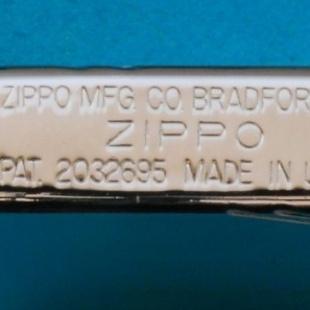 ZIPPO MFG. CO. BRADFOR
ZIPPO
PAT. 2032695 MADE IN U